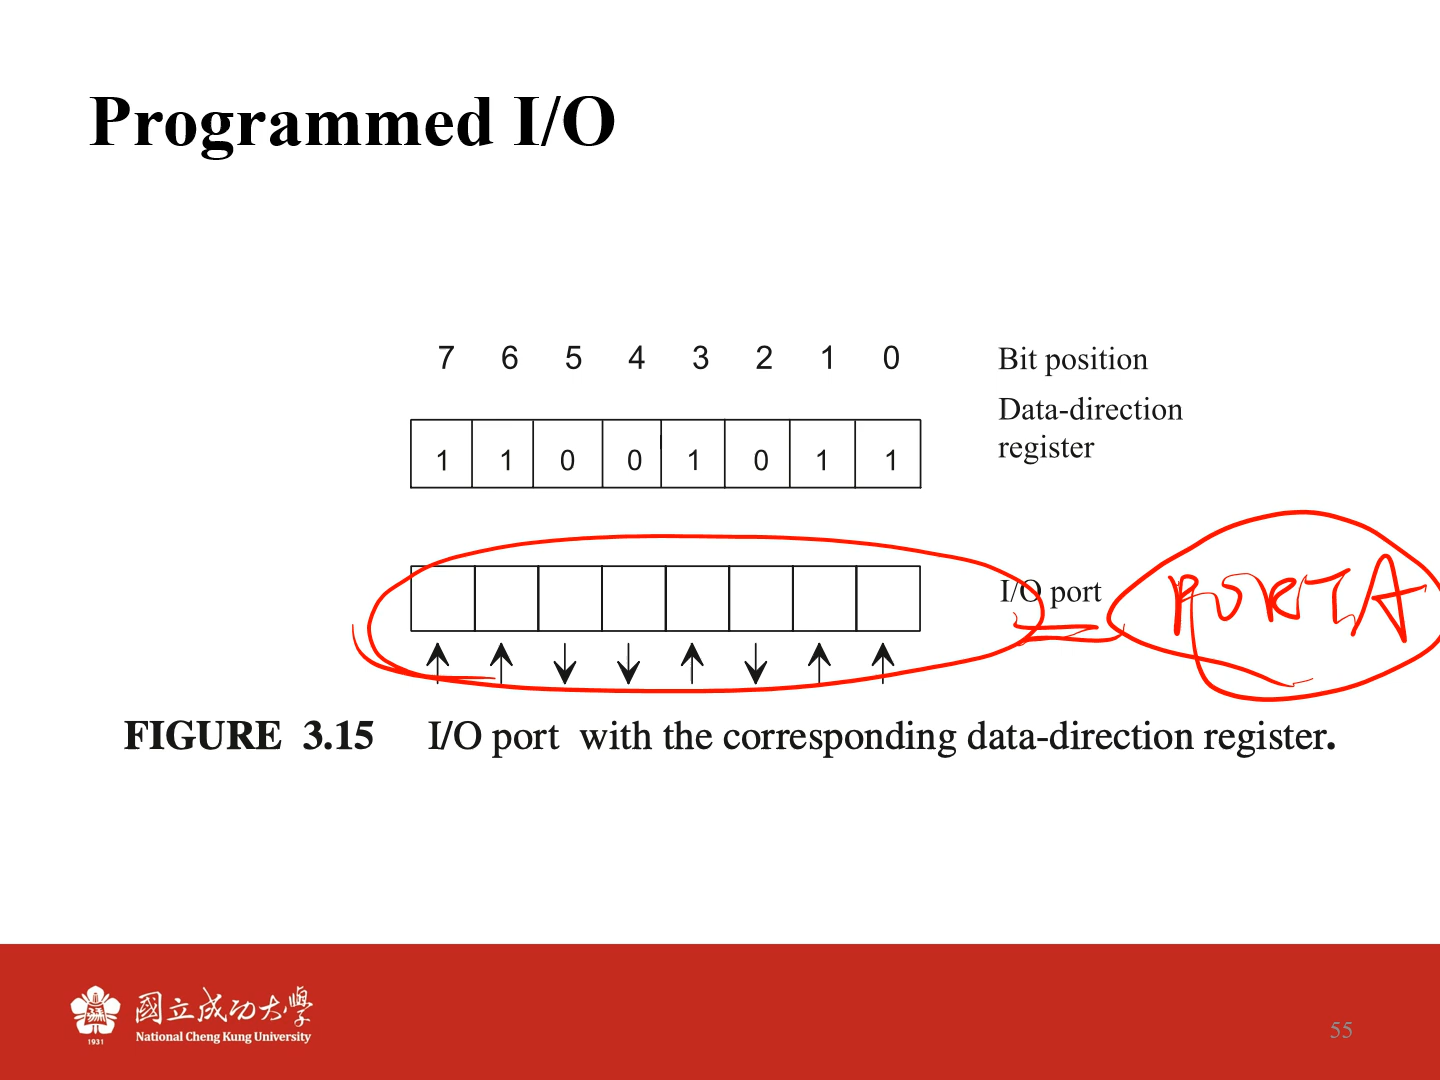 Programmed I/O
7 6 5 4 3 2 1 0 Bit position
Data-direction
register
1 1 0 0 1 0 1 1
I/O port
PORTA
FIGURE 3.15 I/O port with the corresponding data-direction register.
國立成功大學
National Cheng Kung University
1931
55